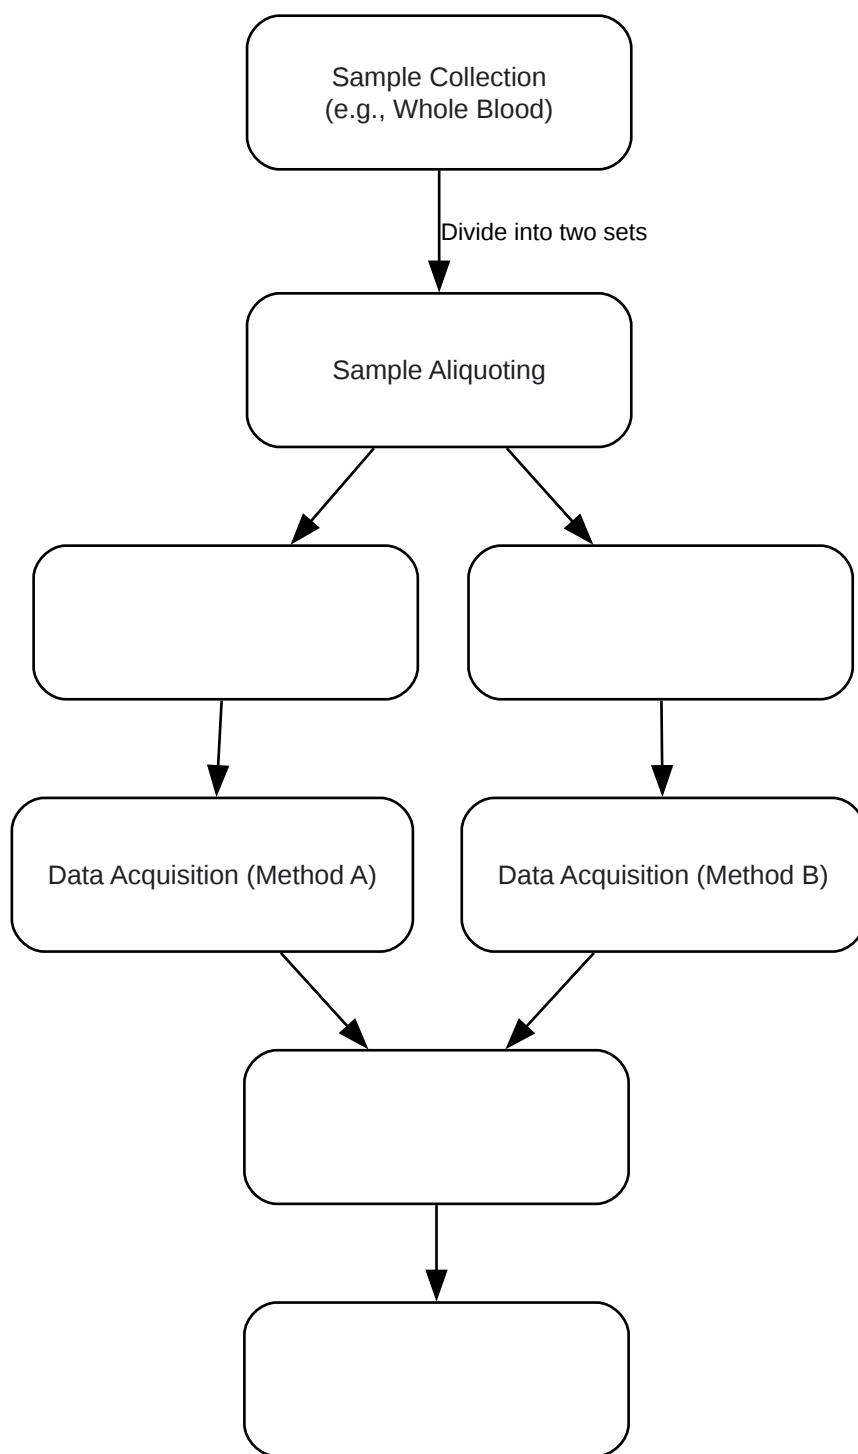 Sample Collection
(e.g., Whole Blood)
Divide into two sets
Sample Aliquoting
Data Acquisition (Method A)
Data Acquisition (Method B)